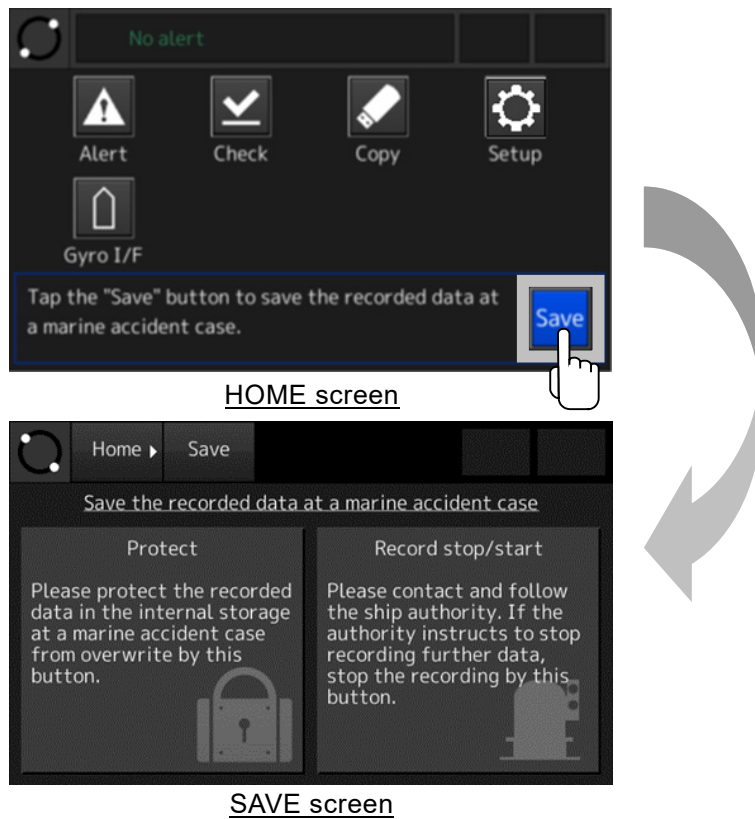 No alert
Alert Check Copy Setup
Gyro I/F
Tap the "Save" button to save the recorded data at
a marine accident case.
Save
HOME screen
Home Save
Save the recorded data at a marine accident case
Protect
Please protect the recorded
data in the internal storage
at a marine accident case
from overwrite by this
button.
Record stop/start
Please contact and follow
the ship authority. If the
authority instructs to stop
recording further data,
stop the recording by this
button.
SAVE screen